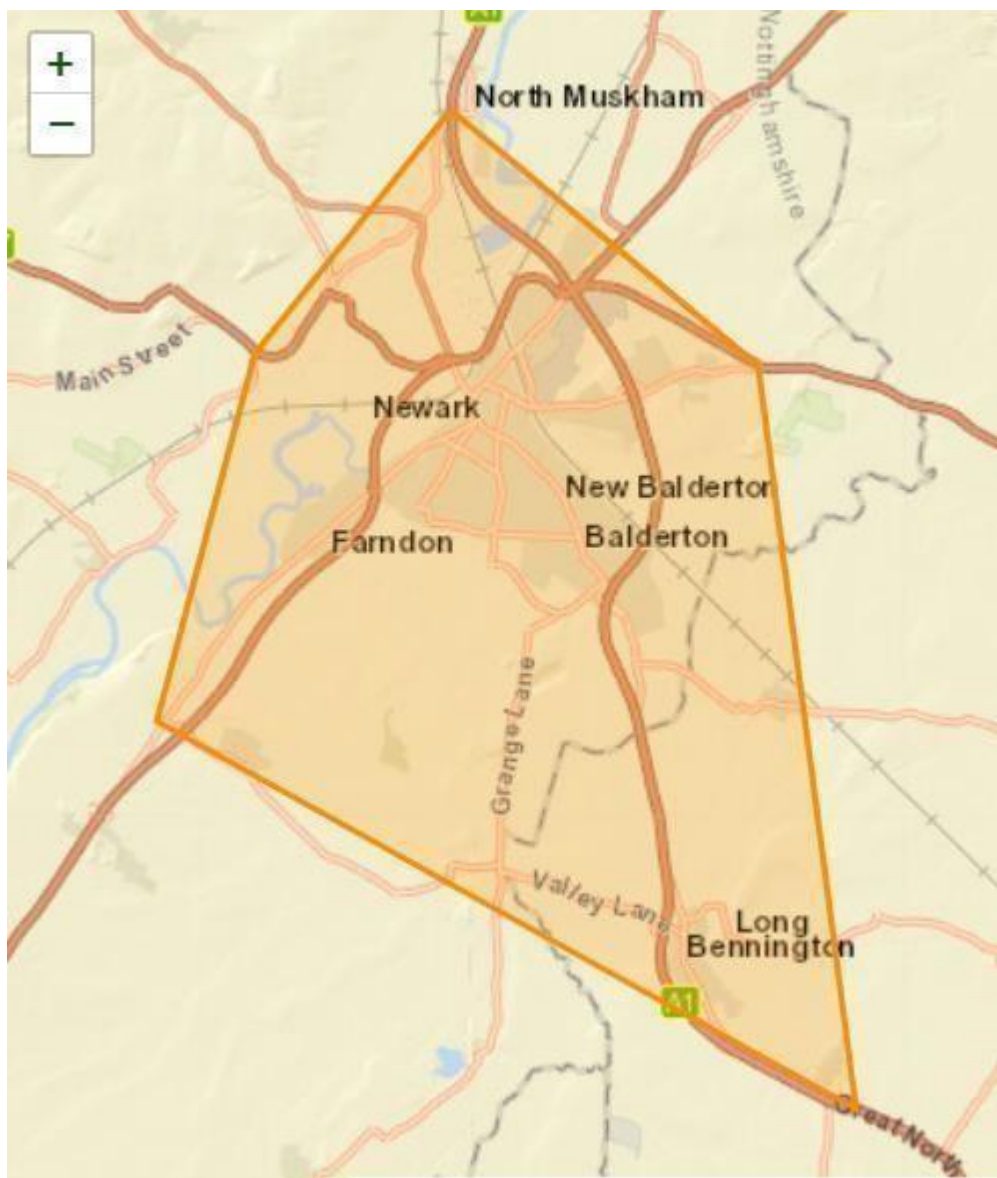 A1
+
−
North Muskham
Nottinghamshire
Main Street
Newark
New Baldertor
Farndon
Balderton
Grange Lane
Valley Lane
Long
Bennington
A1
Great North